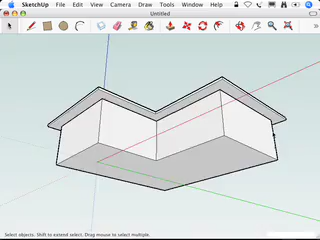 SketchUp File Edit View Camera Draw Tools Window Help
Untitled
Select objects. Shift to extend select. Drag mouse to select multiple.